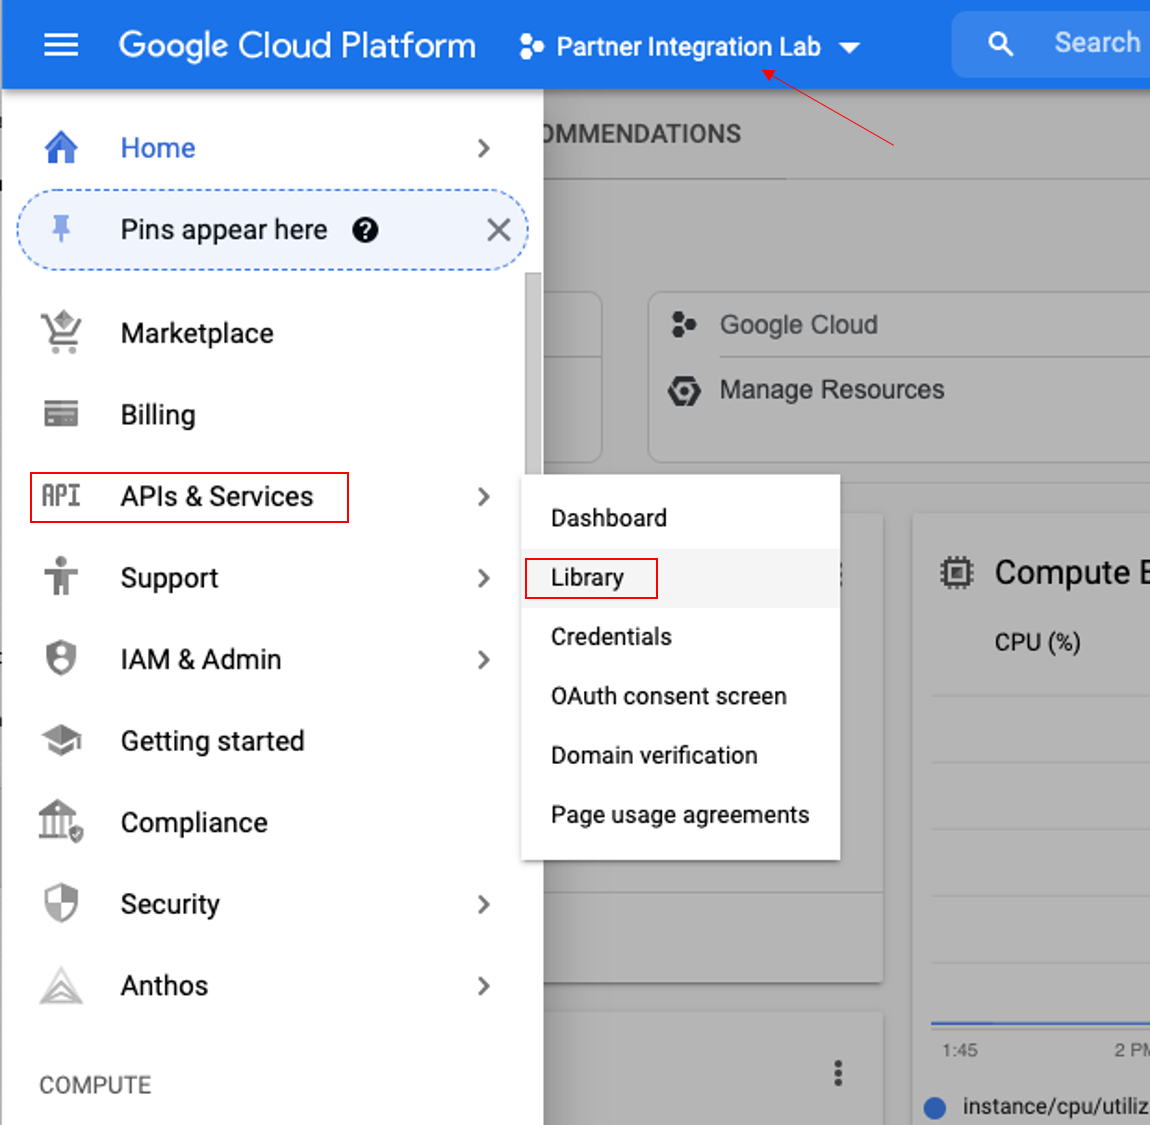 Google Cloud Platform
Partner Integration Lab
Search
OMMENDATIONS
Home
Pins appear here ?
Marketplace
Billing
API APIs & Services
Support
IAM & Admin
Getting started
Compliance
Security
Anthos
COMPUTE
Dashboard
Library
Credentials
OAuth consent screen
Domain verification
Page usage agreements
Google Cloud
Manage Resources
Compute E
CPU (%)
1:45
2 PM
instance/cpu/utiliz